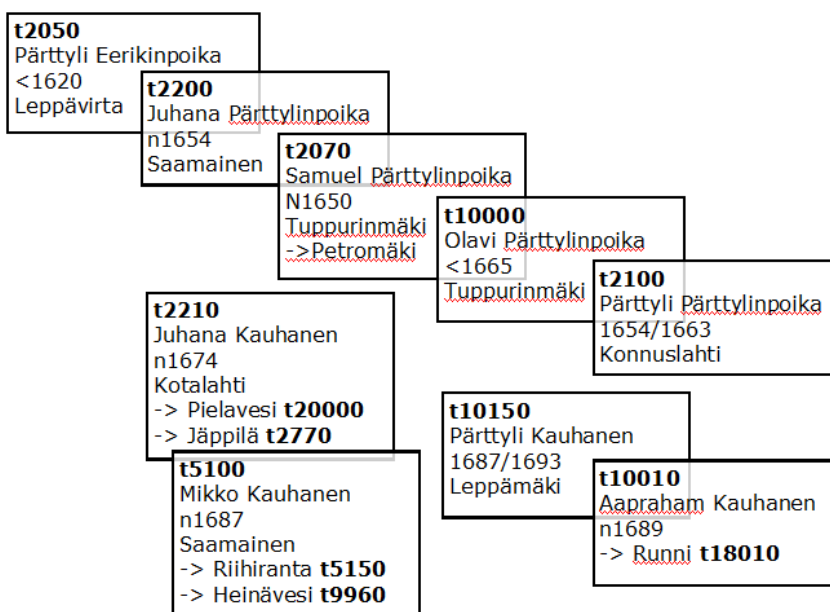 t2050
Pärttyli Eerikinpoika
<1620
Leppävirta
t2200
Juhana Pärttylinpoika
n1654
Saamainen
t2070
Samuel Pärttylinpoika
N1650
Tuppurinmäki
->Petromäki
t10000
Olavi Pärttylinpoika
<1665
Tuppurinmäki
t2100
Pärttyli Pärttylinpoika
1654/1663
Konnuslahti
t2210
Juhana Kauhanen
n1674
Kotalahti
-> Pielavesi t20000
-> Jäppilä t2770
t5100
Mikko Kauhanen
n1687
Saamainen
-> Riihiranta t5150
-> Heinävesi t9960
t10150
Pärttyli Kauhanen
1687/1693
Leppämäki
t10010
Aapraham Kauhanen
n1689
-> Runni t18010